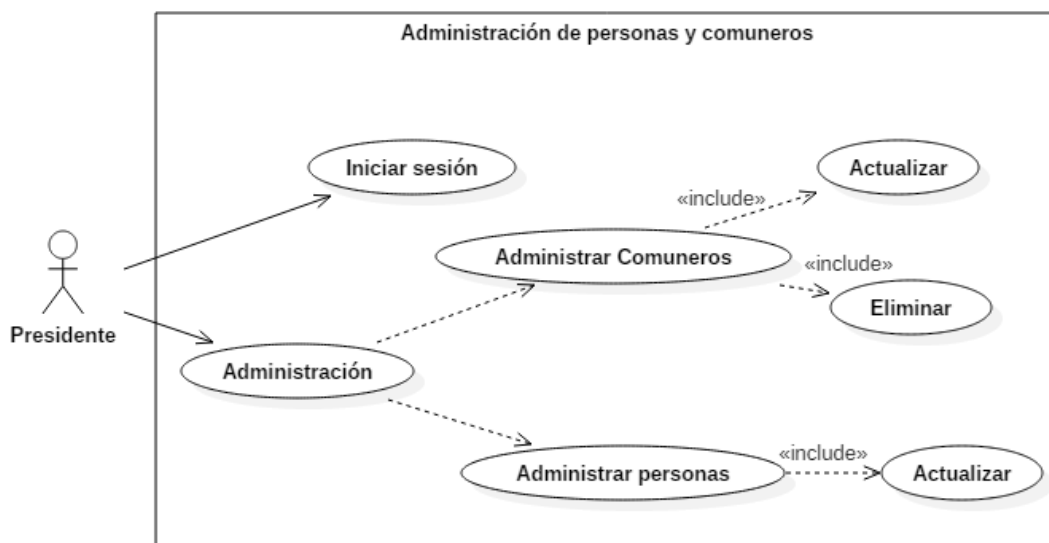 Administración de personas y comuneros
Iniciar sesión
Actualizar
«include»
Administrar Comuneros
«include»
Eliminar
Presidente
Administración
«include»
Administrar personas
Actualizar